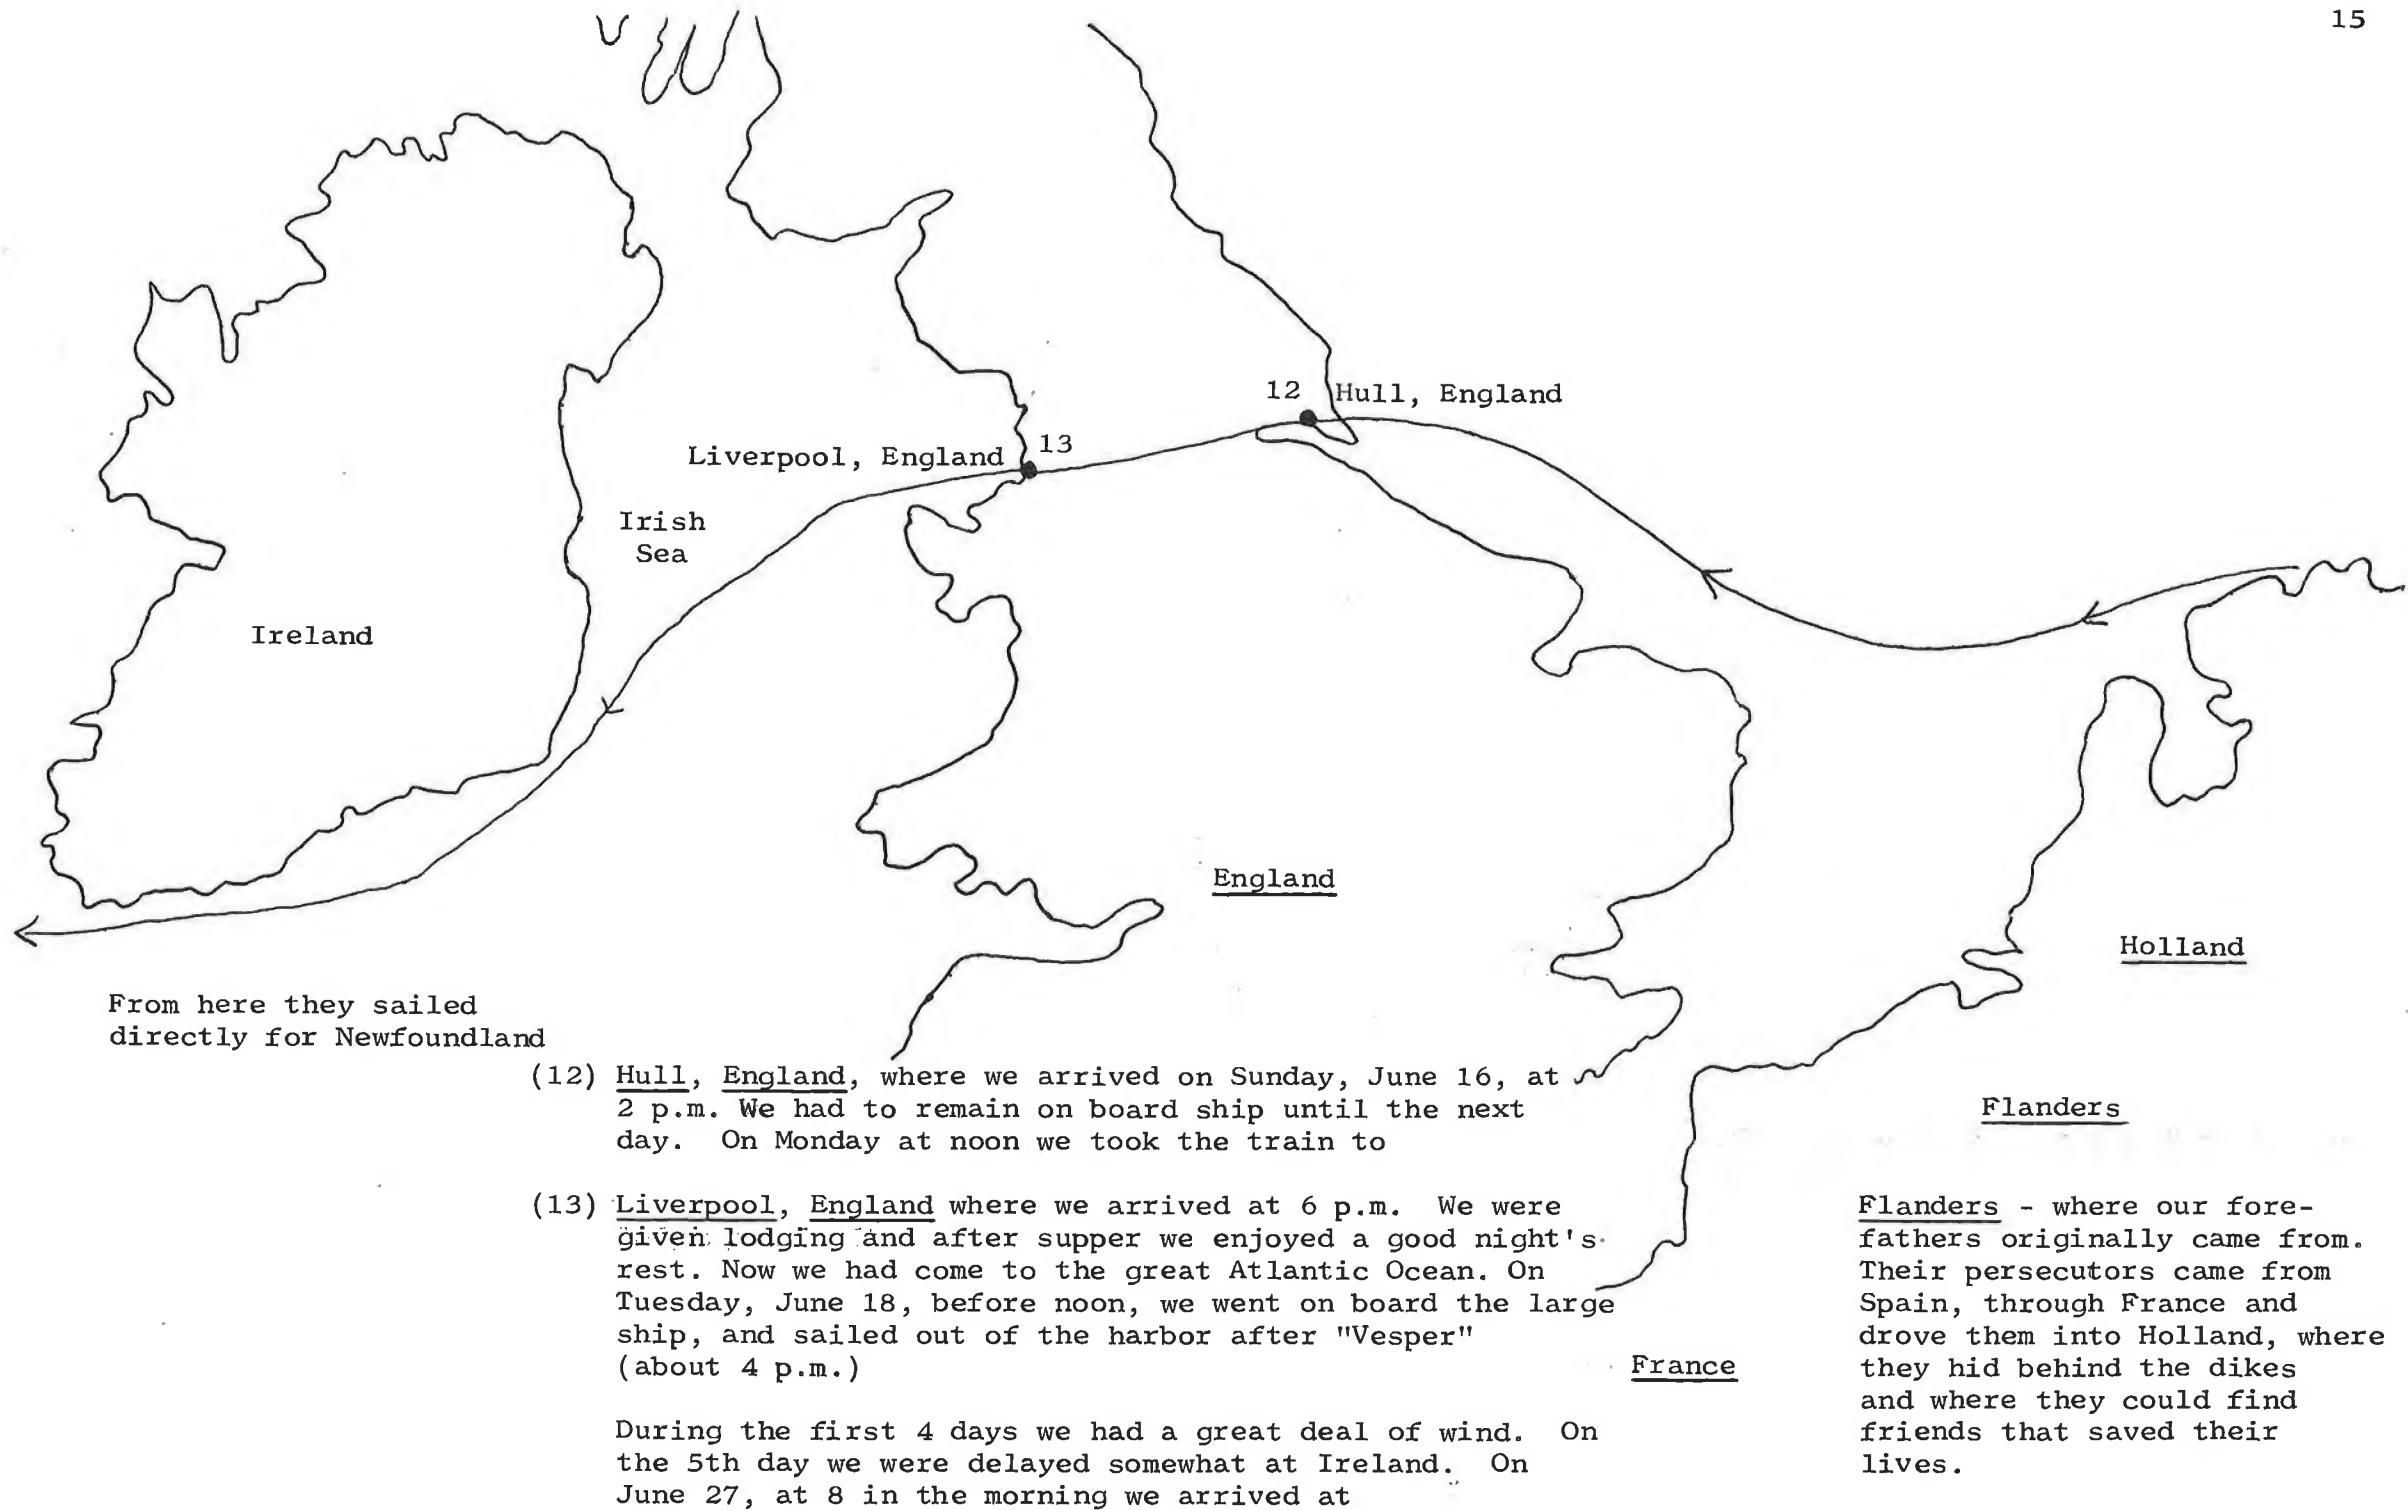 15
12
Hull, England
Liverpool, England
13
Irish
Sea
Ireland
England
Holland
From here they sailed
directly for Newfoundland
(12) Hull, England, where we arrived on Sunday, June 16, at
2 p.m. We had to remain on board ship until the next
day. On Monday at noon we took the train to
(13) Liverpool, England where we arrived at 6 p.m. We were
given lodging and after supper we enjoyed a good night's
rest. Now we had come to the great Atlantic Ocean. On
Tuesday, June 18, before noon, we went on board the large
ship, and sailed out of the harbor after "Vesper"
(about 4 p.m.)
During the first 4 days we had a great deal of wind. On
the 5th day we were delayed somewhat at Ireland. On
June 27, at 8 in the morning we arrived at
France
Flanders
Flanders - where our fore-
fathers originally came from.
Their persecutors came from
Spain, through France and
drove them into Holland, where
they hid behind the dikes
and where they could find
friends that saved their
lives.